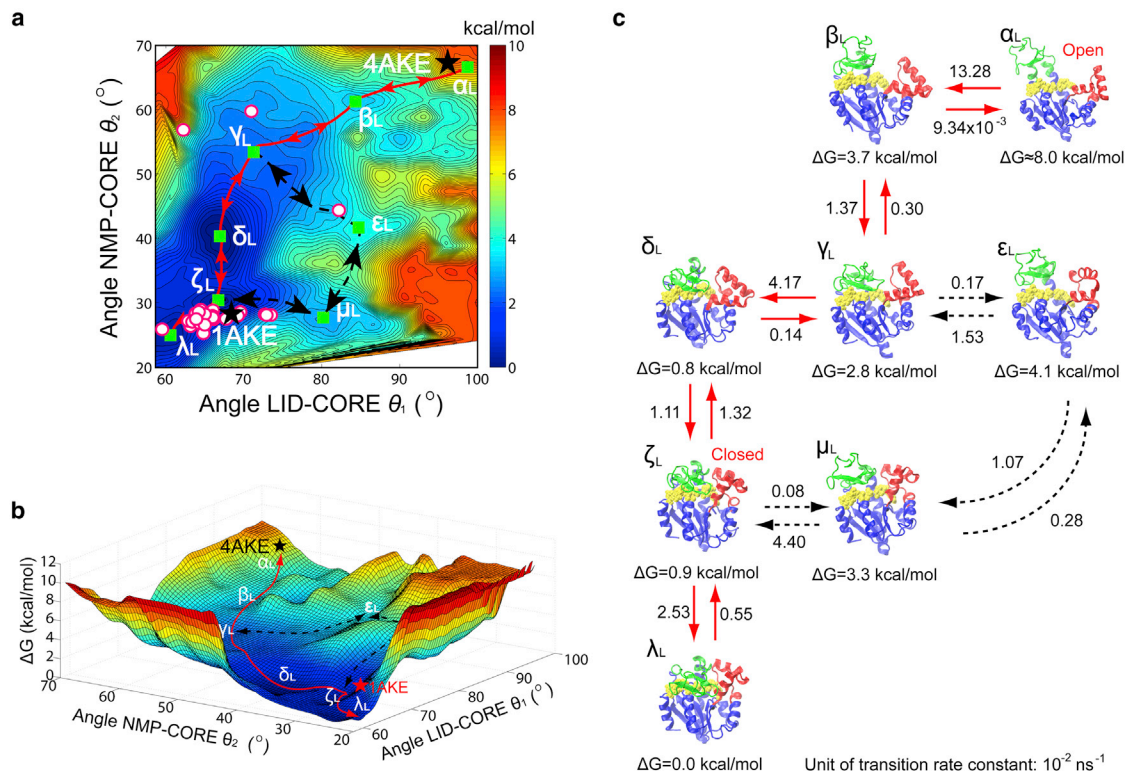 a
kcal/mol
70
60
50
40
30
20
Angle NMP-CORE θ2 (°)
60 70 80 90 100
Angle LID-CORE θ1 (°)
10
8
6
4
2
0
4AKE
αL
βL
γL
δL
εL
ζL
μL
1AKE
λL
b
12
10
8
6
4
2
0
ΔG (kcal/mol)
4AKE
αL
βL
γL
εL
δL
ζL
1AKE
λL
70 60 50 40 30 20
Angle NMP-CORE θ2 (°)
60 70 80 90 100
Angle LID-CORE θ1 (°)
c
βL
αL
Open
13.28
9.34x10-3
ΔG=3.7 kcal/mol
ΔG≈8.0 kcal/mol
1.37
0.30
δL
γL
εL
4.17
0.14
0.17
1.53
ΔG=0.8 kcal/mol
ΔG=2.8 kcal/mol
ΔG=4.1 kcal/mol
1.11
1.32
1.07
0.28
ζL
Closed
μL
0.08
4.40
ΔG=0.9 kcal/mol
ΔG=3.3 kcal/mol
2.53
0.55
λL
ΔG=0.0 kcal/mol
Unit of transition rate constant: 10-2 ns-1